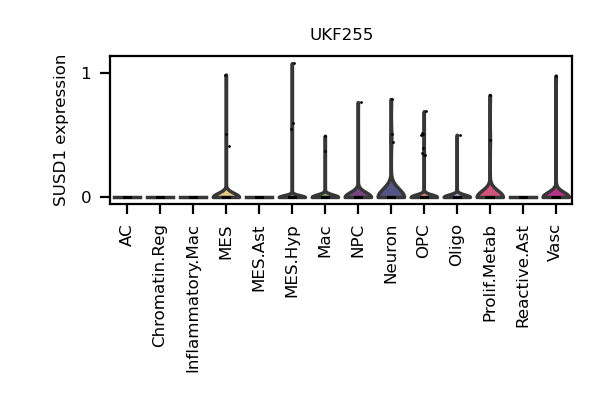 UKF255
SUSD1 expression
1
0
AC
Chromatin.Reg
Inflammatory.Mac
MES
MES.Ast
MES.Hyp
Mac
NPC
Neuron
OPC
Oligo
Prolif.Metab
Reactive.Ast
Vasc